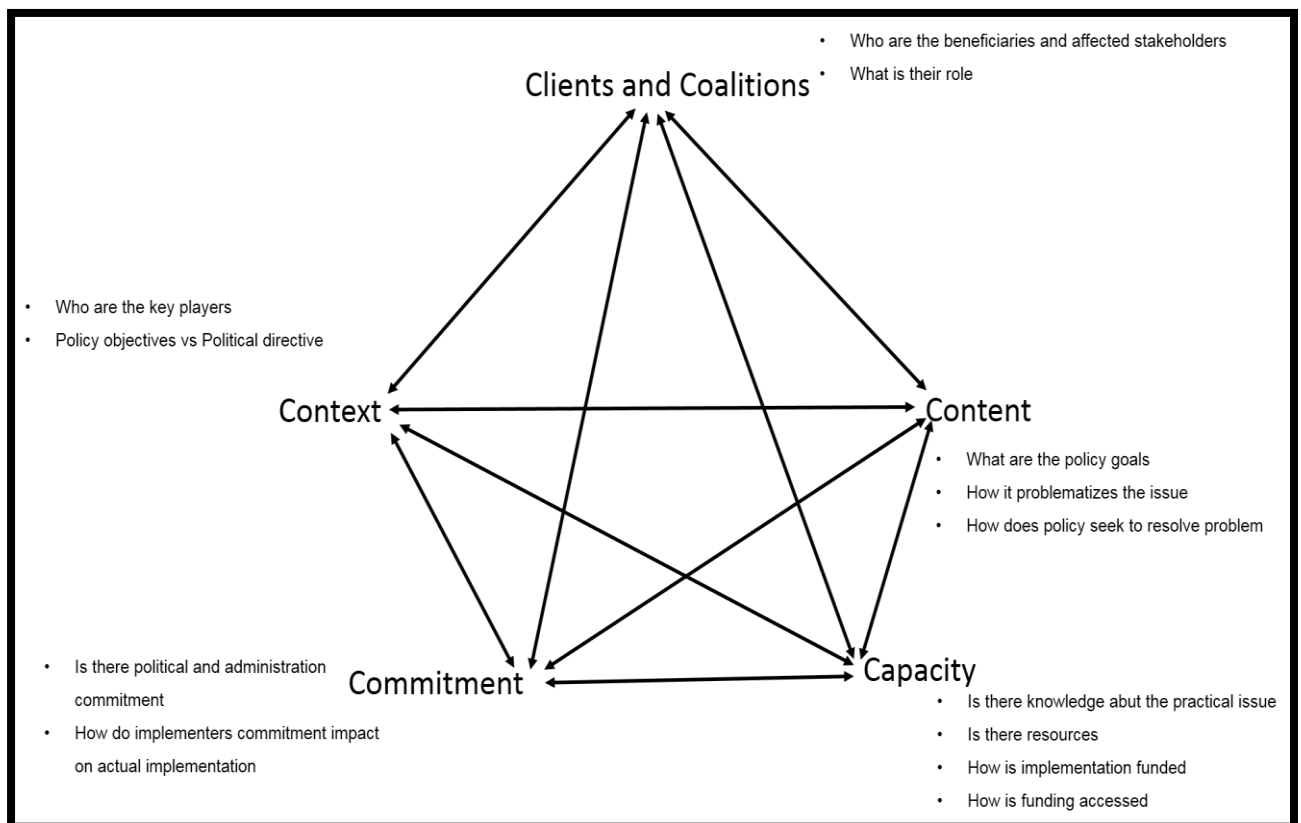 • Who are the beneficiaries and affected stakeholders
• What is their role
Clients and Coalitions
• Who are the key players
• Policy objectives vs Political directive
Context
Content
• What are the policy goals
• How it problematizes the issue
• How does policy seek to resolve problem
• Is there political and administration
commitment
• How do implementers commitment impact
on actual implementation
Commitment
Capacity
• Is there knowledge abut the practical issue
• Is there resources
• How is implementation funded
• How is funding accessed